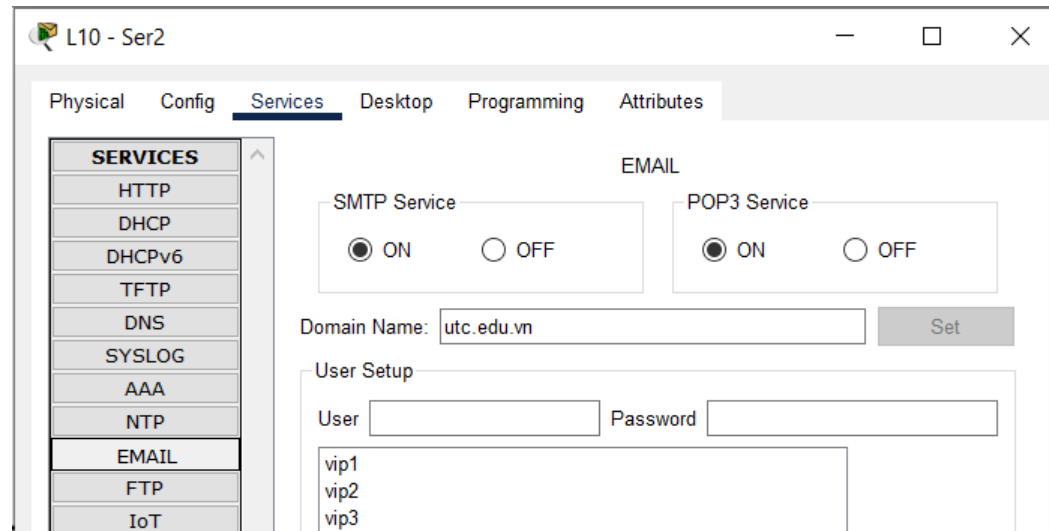 L10 - Ser2
Physical Config Services Desktop Programming Attributes
SERVICES
HTTP
DHCP
DHCPv6
TFTP
DNS
SYSLOG
AAA
NTP
EMAIL
FTP
IoT
EMAIL
SMTP Service
ON OFF
POP3 Service
ON OFF
Domain Name: utc.edu.vn Set
User Setup
User Password
vip1
vip2
vip3